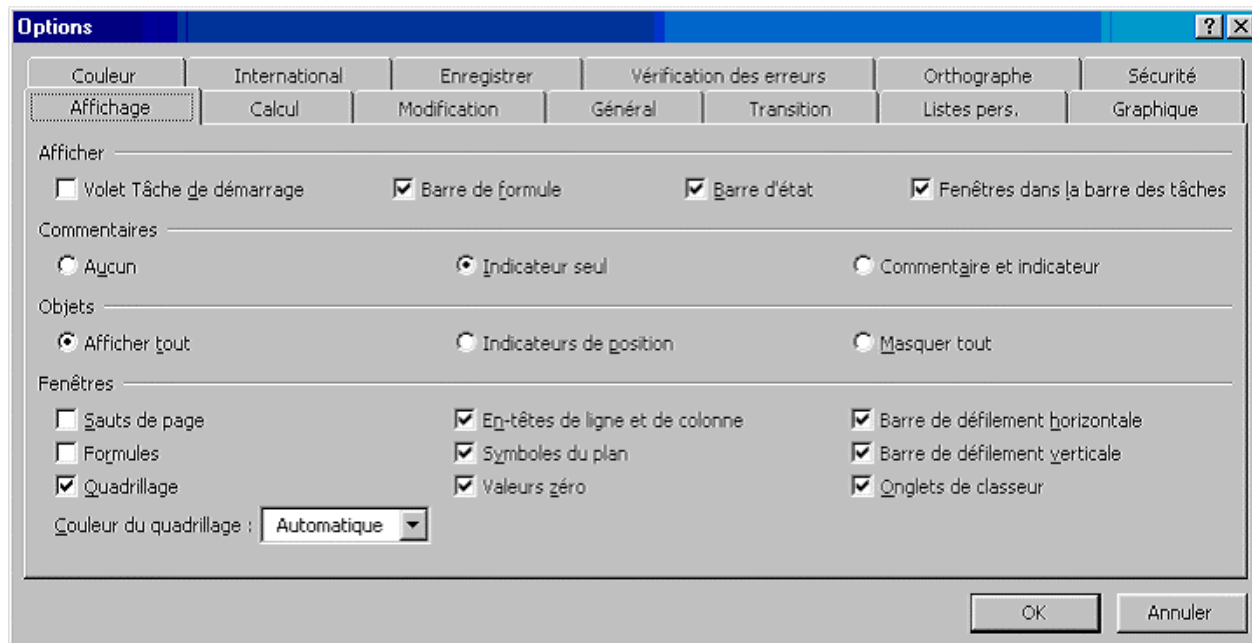 Options
Couleur International Enregistrer Vérification des erreurs Orthographe Sécurité
Affichage Calcul Modification Général Transition Listes pers. Graphique
Afficher
Volet Tâche de démarrage Barre de formule Barre d'état Fenêtres dans la barre des tâches
Commentaires
Aucun Indicateur seul Commentaire et indicateur
Objets
Afficher tout Indicateurs de position Masquer tout
Fenêtres
Sauts de page En-têtes de ligne et de colonne Barre de défilement horizontale
Formules Symboles du plan Barre de défilement verticale
Quadrillage Valeurs zéro Onglets de classeur
Couleur du quadrillage : Automatique
OK Annuler